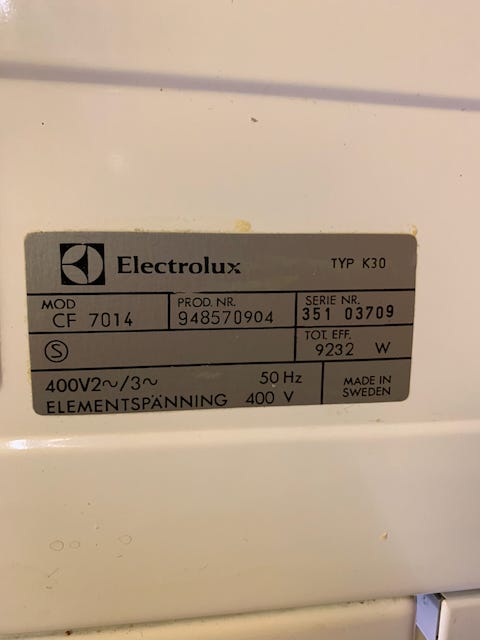 Electrolux TYP K30
MOD PROD. NR. SERIE NR.
CF 7014 948570904 351 03709
S TOT. EFF.
9232 W
400V2~/3~ 50 Hz MADE IN
ELEMENTSPÄNNING 400 V SWEDEN